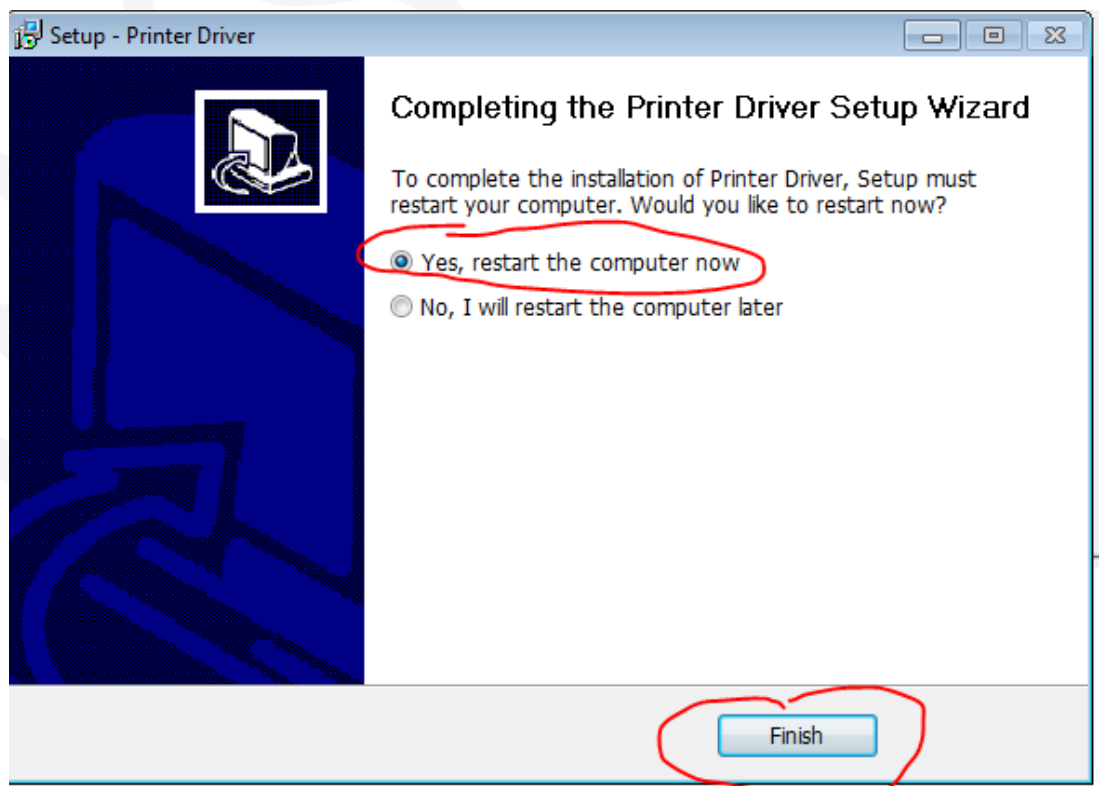 Setup - Printer Driver
Completing the Printer Driver Setup Wizard
To complete the installation of Printer Driver, Setup must
restart your computer. Would you like to restart now?
Yes, restart the computer now
No, I will restart the computer later
Finish